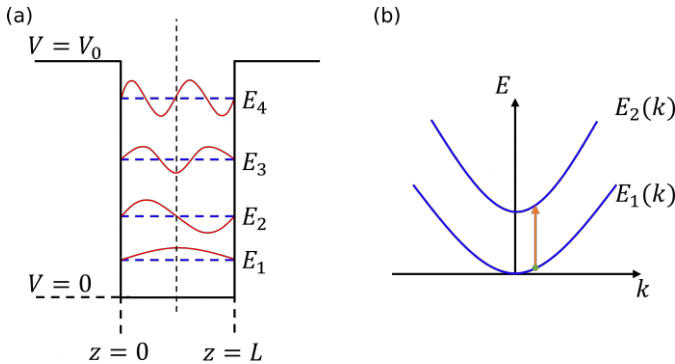 (a)
V = V₀
E₄
E₃
E₂
E₁
V = 0
z = 0
z = L
(b)
E
E₂(k)
E₁(k)
k